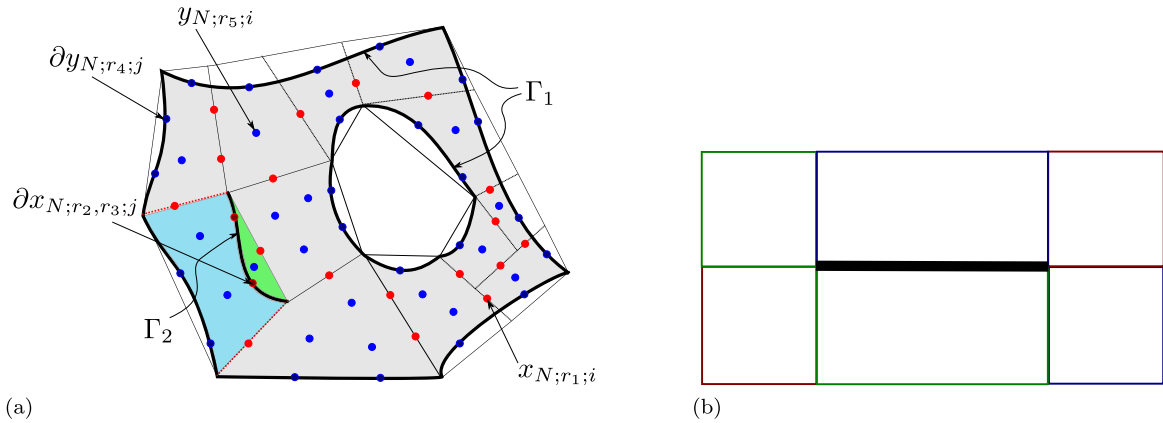 y_{N;r_5;i}
∂y_{N;r_4;j}
Γ_1
∂x_{N;r_2,r_3;j}
Γ_2
x_{N;r_1;i}
(a)
(b)